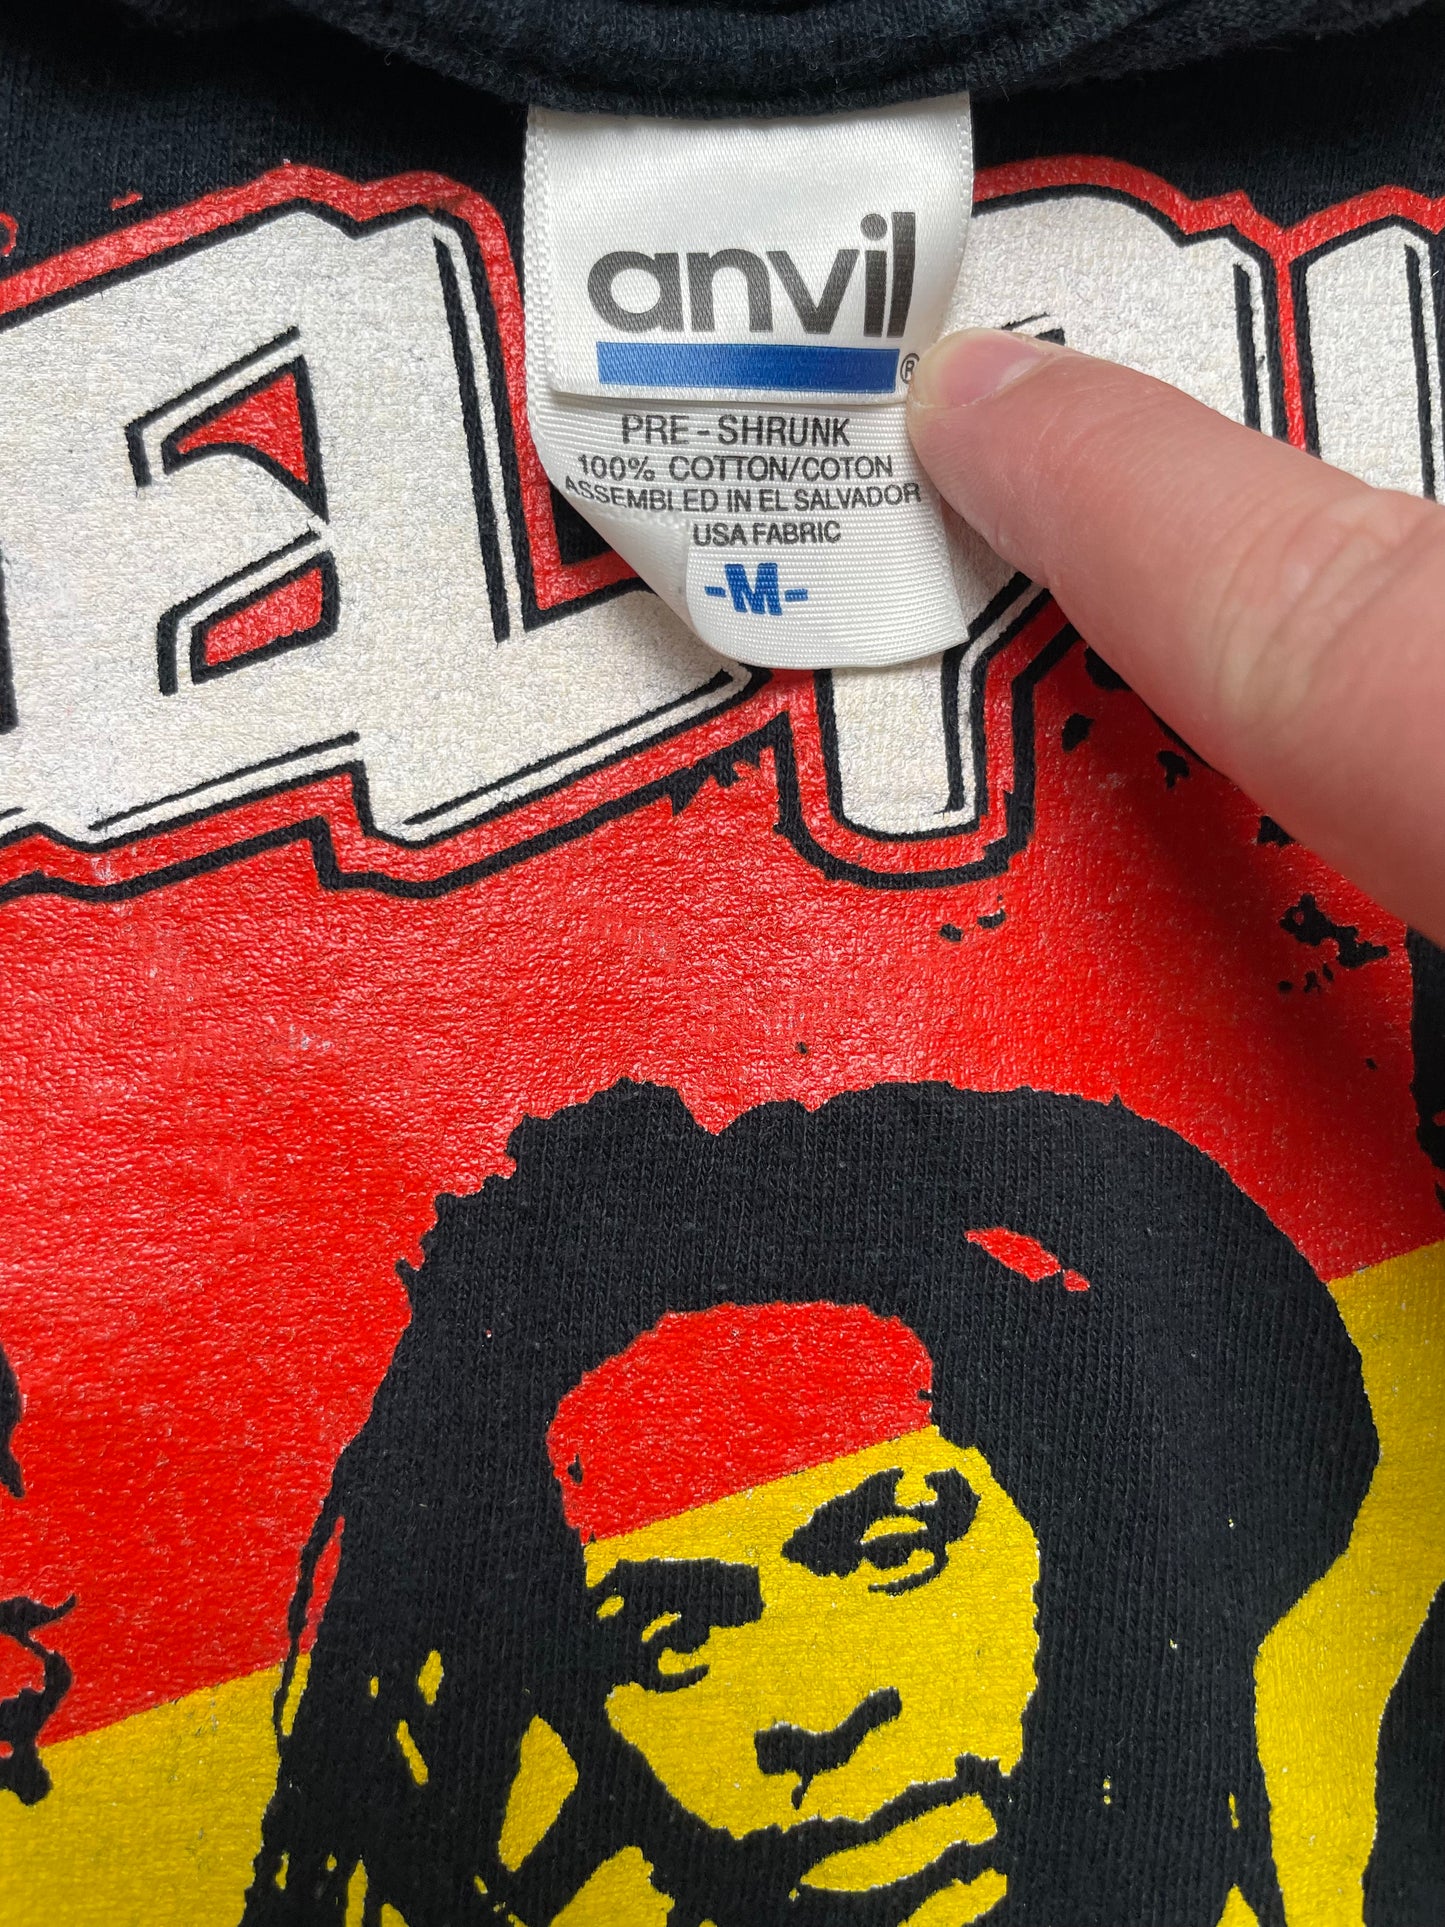 anvil
®
PRE-SHRUNK
100% COTTON/COTON
ASSEMBLED IN EL SALVADOR
USA FABRIC
-M-